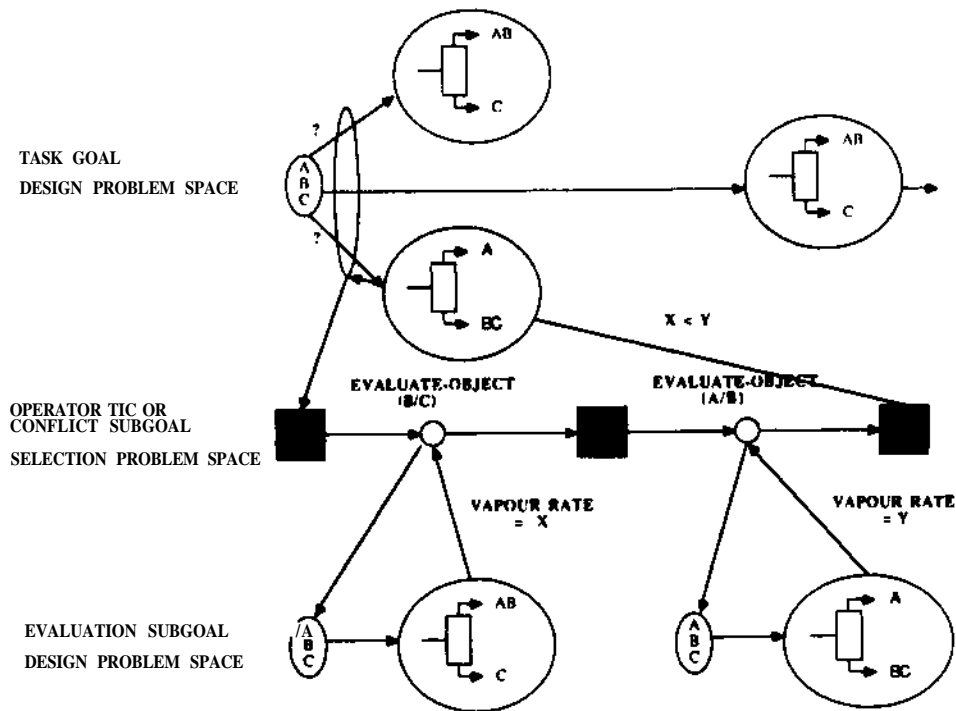 AB
C
?
TASK GOAL
DESIGN PROBLEM SPACE
A
B
C
AB
C
?
A
BC
X < Y
EVALUATE-OBJECT
(B/C)
EVALUATE-OBJECT
(A/B)
OPERATOR TIC OR
CONFLICT SUBGOAL
SELECTION PROBLEM SPACE
VAPOUR RATE
= X
VAPOUR RATE
= Y
EVALUATION SUBGOAL
DESIGN PROBLEM SPACE
/A
B
C
AB
C
A
B
C
A
BC